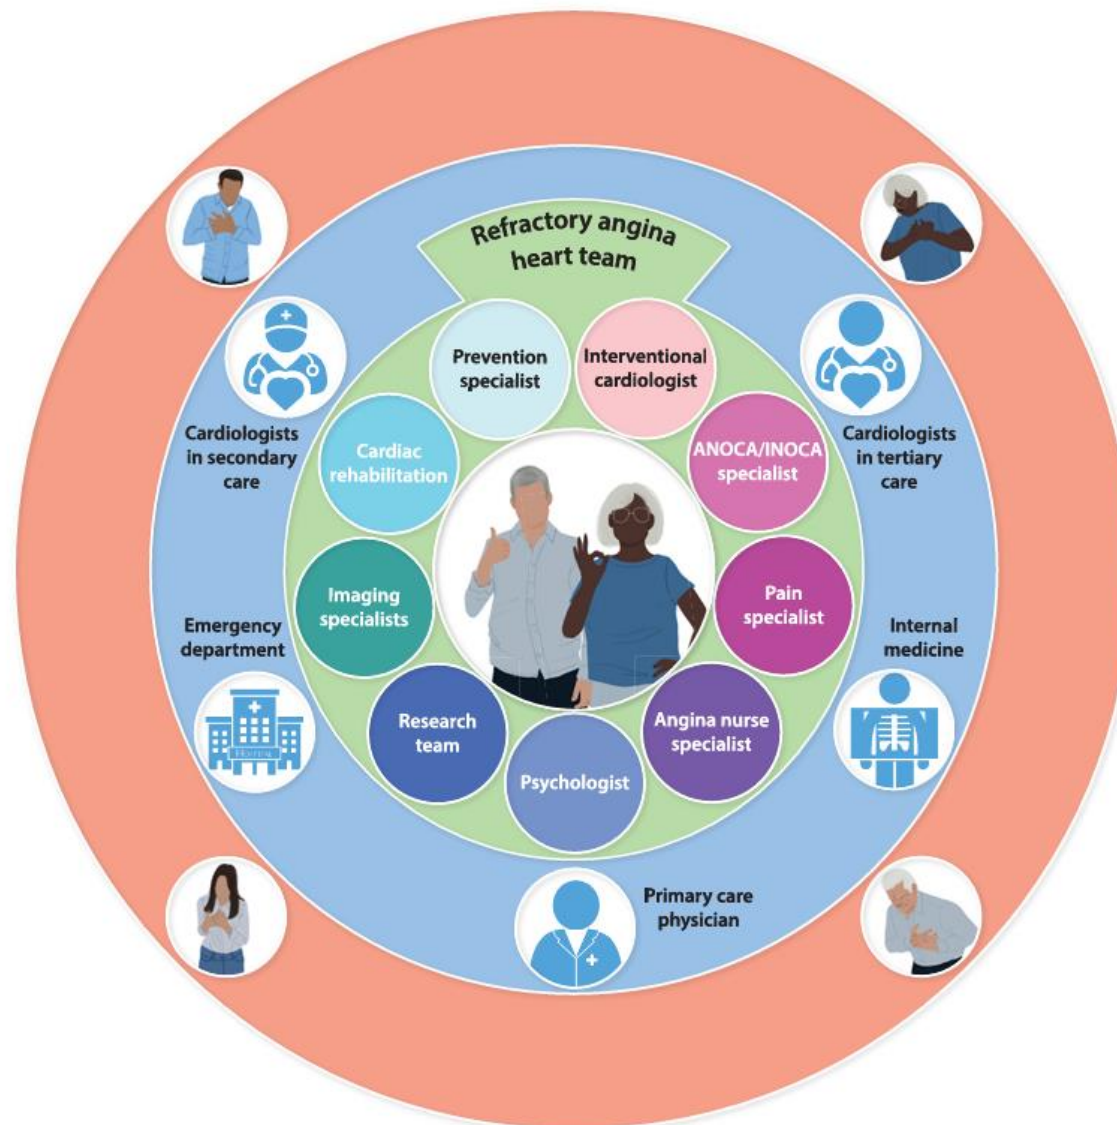 Refractory angina
heart team
Prevention
specialist
Interventional
cardiologist
Cardiac
rehabilitation
ANOCA/INOCA
specialist
Imaging
specialists
Pain
specialist
Research
team
Angina nurse
specialist
Psychologist
Cardiologists
in secondary
care
Cardiologists
in tertiary
care
Emergency
department
Internal
medicine
Primary care
physician